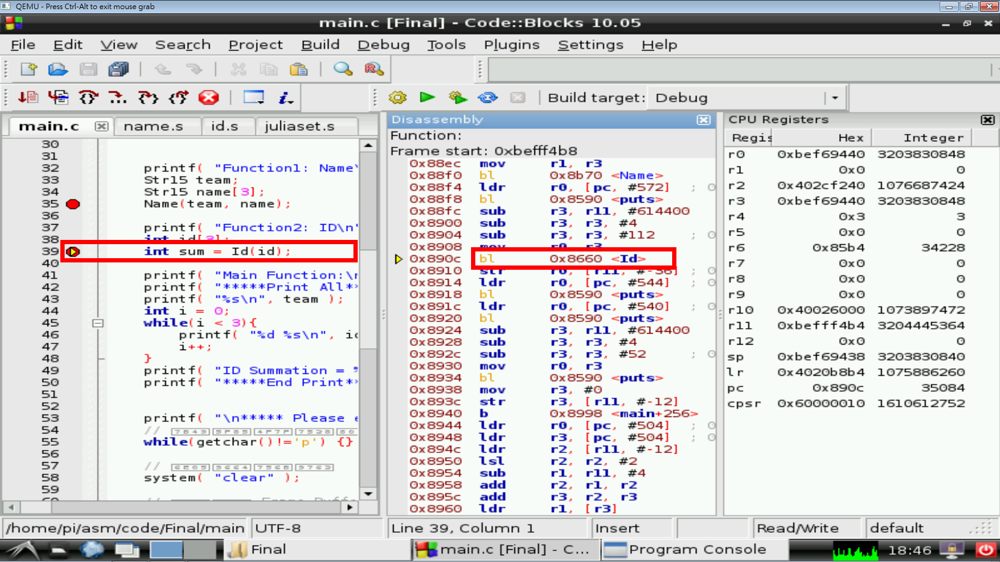 QEMU - Press Ctrl-Alt to exit mouse grab
main.c [Final] - Code::Blocks 10.05
File Edit View Search Project Build Debug Tools Plugins Settings Help
Build target: Debug
main.c name.s id.s juliaset.s
30
31
32 printf( "Function1: Name\
33 Str15 team;
34 Str15 name[3];
35 Name(team, name);
36
37 printf( "Function2: ID\n"
38 int id[3];
39 int sum = Id(id);
40
41 printf( "Main Function:\n
42 printf( "*****Print All**
43 printf( "%s\n", team );
44 int i = 0;
45 while(i < 3){
46 printf( "%d %s\n", id
47 i++;
48 }
49 printf( "ID Summation = %
50 printf( "*****End Print**
51
52
53 printf( "\n***** Please e
54 //
55 while(getchar()!='p') {}
56
57 //
58 system( "clear" );
59
Disassembly
Function:
Frame start: 0xbefff4b8
0x88ec mov r1, r3
0x88f0 bl 0x8b70 <Name>
0x88f4 ldr r0, [pc, #572] ; 0
0x88f8 bl 0x8590 <puts>
0x88fc sub r3, r11, #614400
0x8900 sub r3, r3, #4
0x8904 sub r3, r3, #112 ; 0
0x8908 mov r0, r3
0x890c bl 0x8660 <Id>
0x8910 str r0, [r11, #-36] ; 0
0x8914 ldr r0, [pc, #544] ; 0
0x8918 bl 0x8590 <puts>
0x891c ldr r0, [pc, #540] ; 0
0x8920 bl 0x8590 <puts>
0x8924 sub r3, r11, #614400
0x8928 sub r3, r3, #4
0x892c sub r3, r3, #52 ; 0
0x8930 mov r0, r3
0x8934 bl 0x8590 <puts>
0x8938 mov r3, #0
0x893c str r3, [r11, #-12]
0x8940 b 0x8998 <main+256>
0x8944 ldr r0, [pc, #504] ; 0
0x8948 ldr r3, [pc, #504] ; 0
0x894c ldr r2, [r11, #-12]
0x8950 lsl r2, r2, #2
0x8954 sub r1, r11, #4
0x8958 add r2, r1, r2
0x895c add r3, r2, r3
0x8960 ldr r1, [r3]
CPU Registers
Regis Hex Integer
r0 0xbef69440 3203830848
r1 0x0 0
r2 0x402cf240 1076687424
r3 0xbef69440 3203830848
r4 0x3 3
r5 0x0 0
r6 0x85b4 34228
r7 0x0 0
r8 0x0 0
r9 0x0 0
r10 0x40026000 1073897472
r11 0xbefff4b4 3204445364
r12 0x0 0
sp 0xbef69438 3203830840
lr 0x4020b8b4 1075886260
pc 0x890c 35084
cpsr 0x60000010 1610612752
/home/pi/asm/code/Final/main UTF-8 Line 39, Column 1 Insert Read/Write default
Final main.c [Final] - C... Program Console 18:46